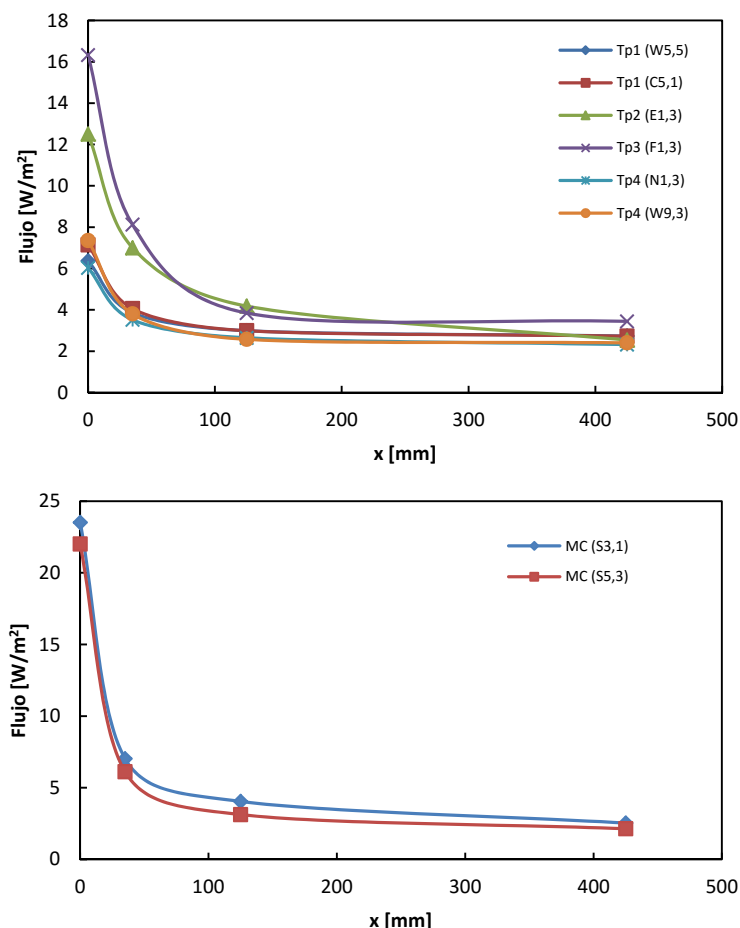 18
16
14
12
10
8
6
4
2
0
Flujo [W/m²]
0 100 200 300 400 500
x [mm]
Tp1 (W5,5)
Tp1 (C5,1)
Tp2 (E1,3)
Tp3 (F1,3)
Tp4 (N1,3)
Tp4 (W9,3)
25
20
15
10
5
0
Flujo [W/m²]
0 100 200 300 400 500
x [mm]
MC (S3,1)
MC (S5,3)